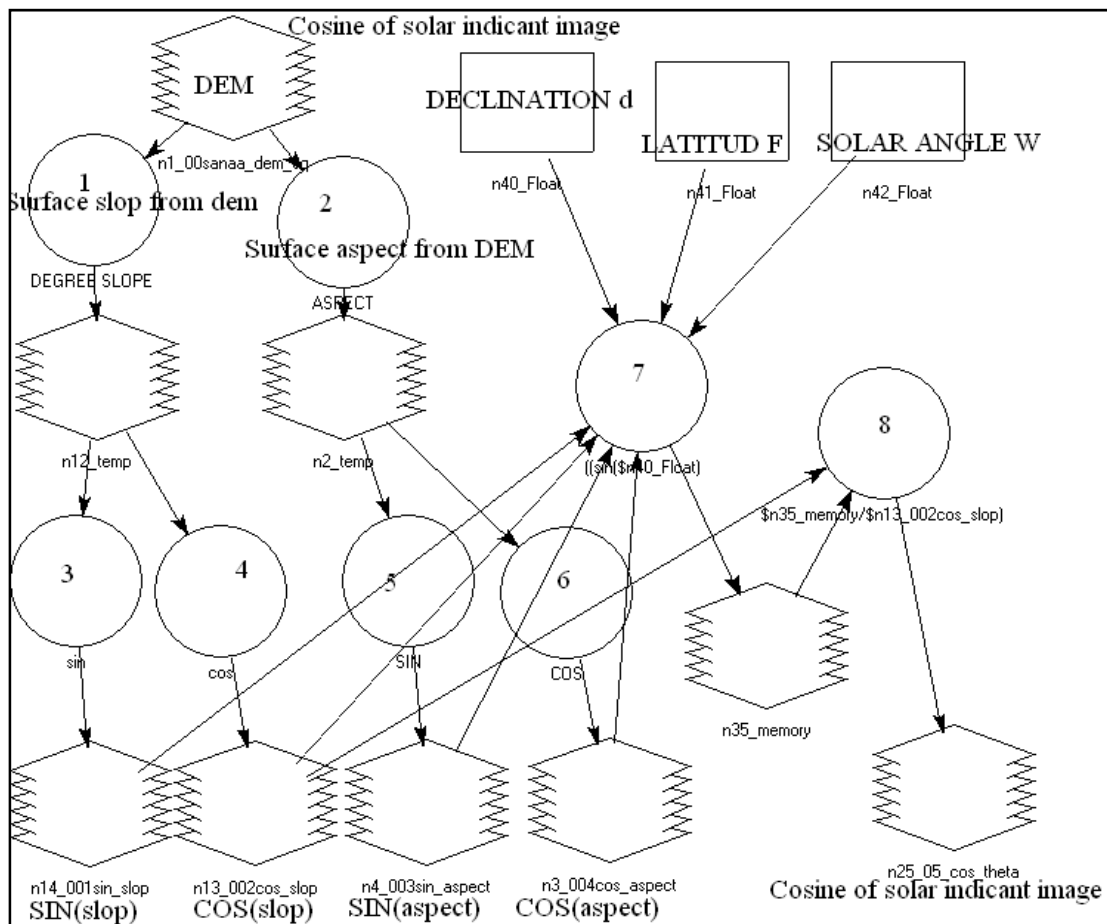 Cosine of solar indicant image
DEM
DECLINATION d
LATITUD F
SOLAR ANGLE W
n1_00sanaa_dem_
n40_Float
n41_Float
n42_Float
1
Surface slop from dem
2
Surface aspect from DEM
DEGREE SLOPE
ASPECT
7
8
n12_temp
n2_temp
((sin($n40_Float)
$n35_memory/$n13_002cos_slop)
3
4
5
6
sin
cos
SIN
COS
n35_memory
n14_001sin_slop
n13_002cos_slop
n4_003sin_aspect
n3_004cos_aspect
n25_05_cos_theta
SIN(slop)
COS(slop)
SIN(aspect)
COS(aspect)
Cosine of solar indicant image